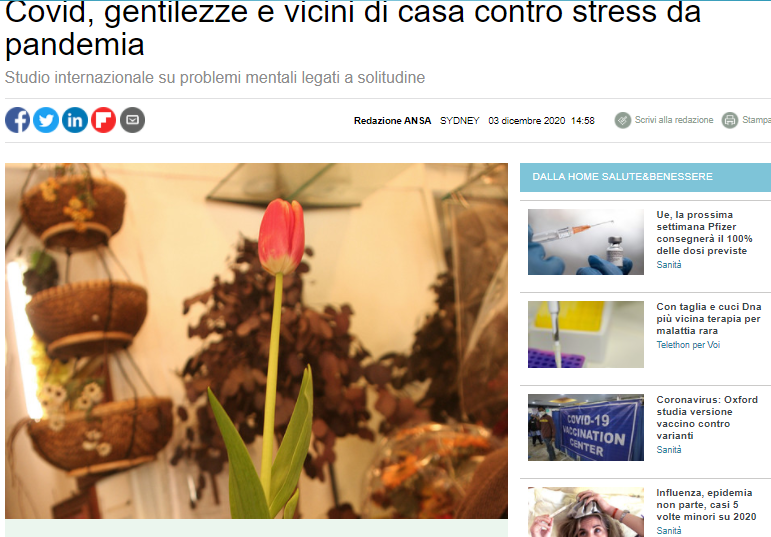 Covid, gentilezze e vicini di casa contro stress da
pandemia
Studio internazionale su problemi mentali legati a solitudine
Redazione ANSA SYDNEY 03 dicembre 2020 14:58 Scrivi alla redazione Stampa
DALLA HOME SALUTE&BENESSERE
Ue, la prossima
settimana Pfizer
consegnerà il 100%
delle dosi previste
Sanità
Con taglia e cuci Dna
più vicina terapia per
malattia rara
Telethon per Voi
COVID-19
VACCINATION
CENTER
Coronavirus: Oxford
studia versione
vaccino contro
varianti
Sanità
Influenza, epidemia
non parte, casi 5
volte minori su 2020
Sanità